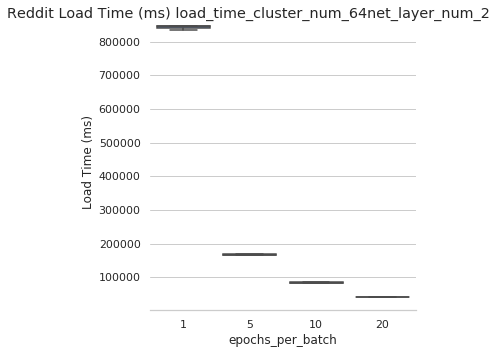 Reddit Load Time (ms) load_time_cluster_num_64net_layer_num_2
800000
700000
600000
500000
400000
300000
200000
100000
Load Time (ms)
1 5 10 20
epochs_per_batch